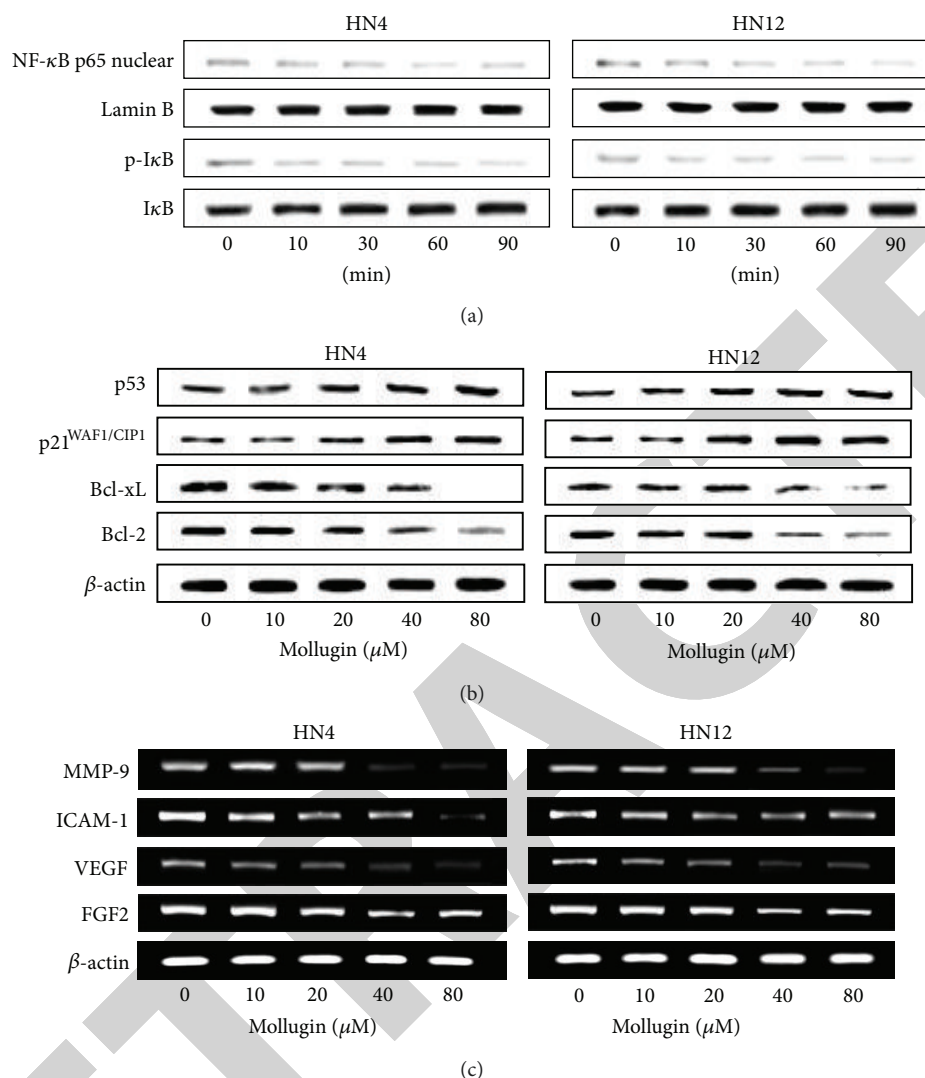 HN4 HN12
NF-κB p65 nuclear
Lamin B
p-IκB
IκB
0 10 30 60 90 0 10 30 60 90
(min) (min)
(a)
HN4 HN12
p53
p21WAF1/CIP1
Bcl-xL
Bcl-2
β-actin
0 10 20 40 80 0 10 20 40 80
Mollugin (μM) Mollugin (μM)
(b)
HN4 HN12
MMP-9
ICAM-1
VEGF
FGF2
β-actin
0 10 20 40 80 0 10 20 40 80
Mollugin (μM) Mollugin (μM)
(c)